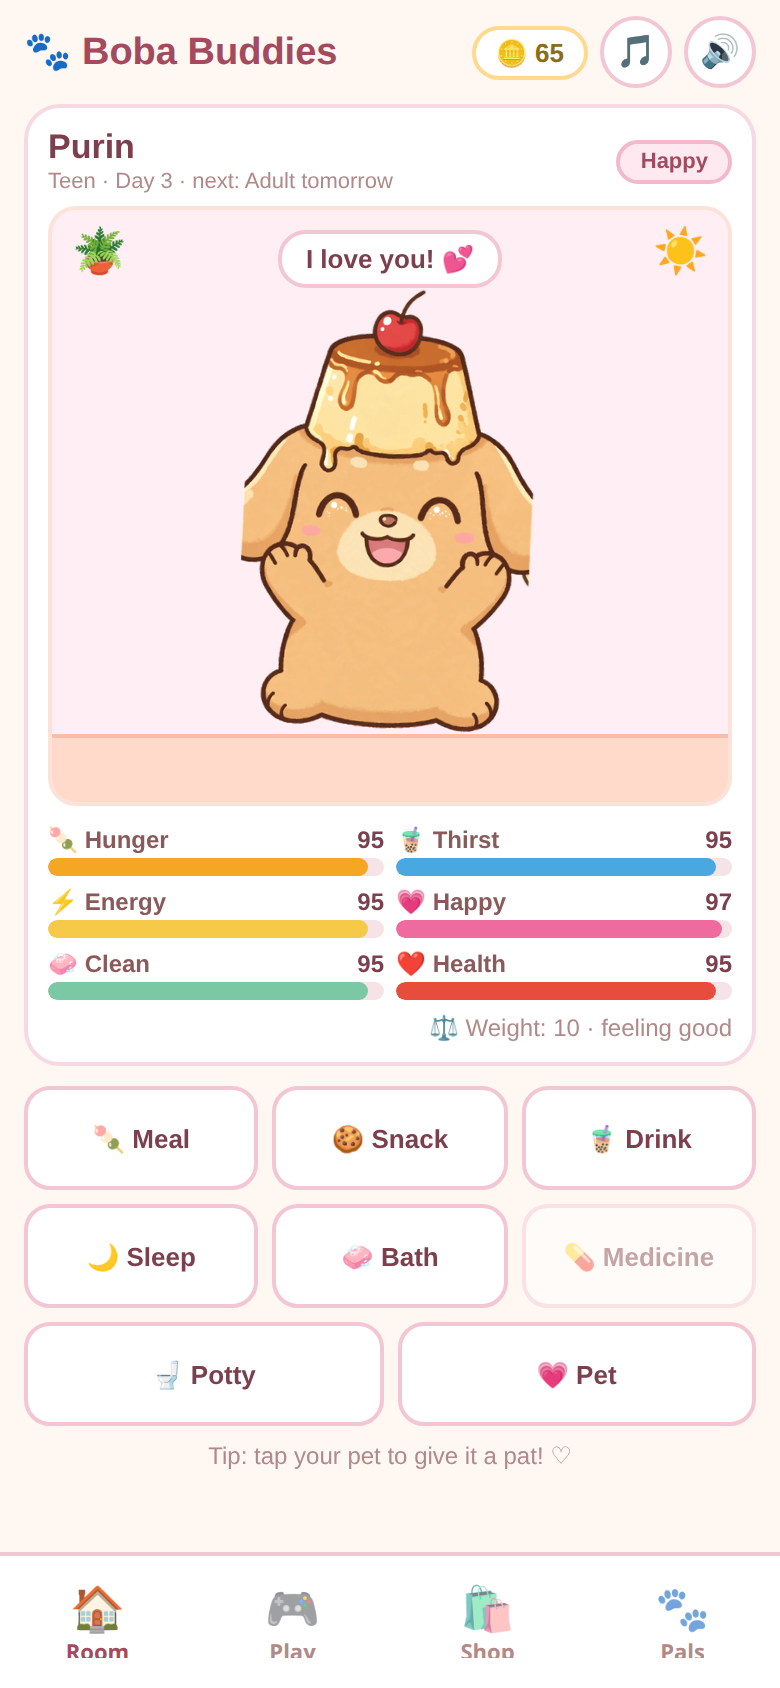 🐾 Boba Buddies
🪙 65
🎵
🔊
Purin
Teen · Day 3 · next: Adult tomorrow
Happy
I love you! 💕
🍡 Hunger 95
🧋 Thirst 95
⚡ Energy 95
💗 Happy 97
🧼 Clean 95
❤️ Health 95
⚖️ Weight: 10 · feeling good
🍡 Meal
🍪 Snack
🧋 Drink
🌙 Sleep
🧼 Bath
💊 Medicine
🚽 Potty
💗 Pet
Tip: tap your pet to give it a pat! ♡
Room
Play
Shop
Pals